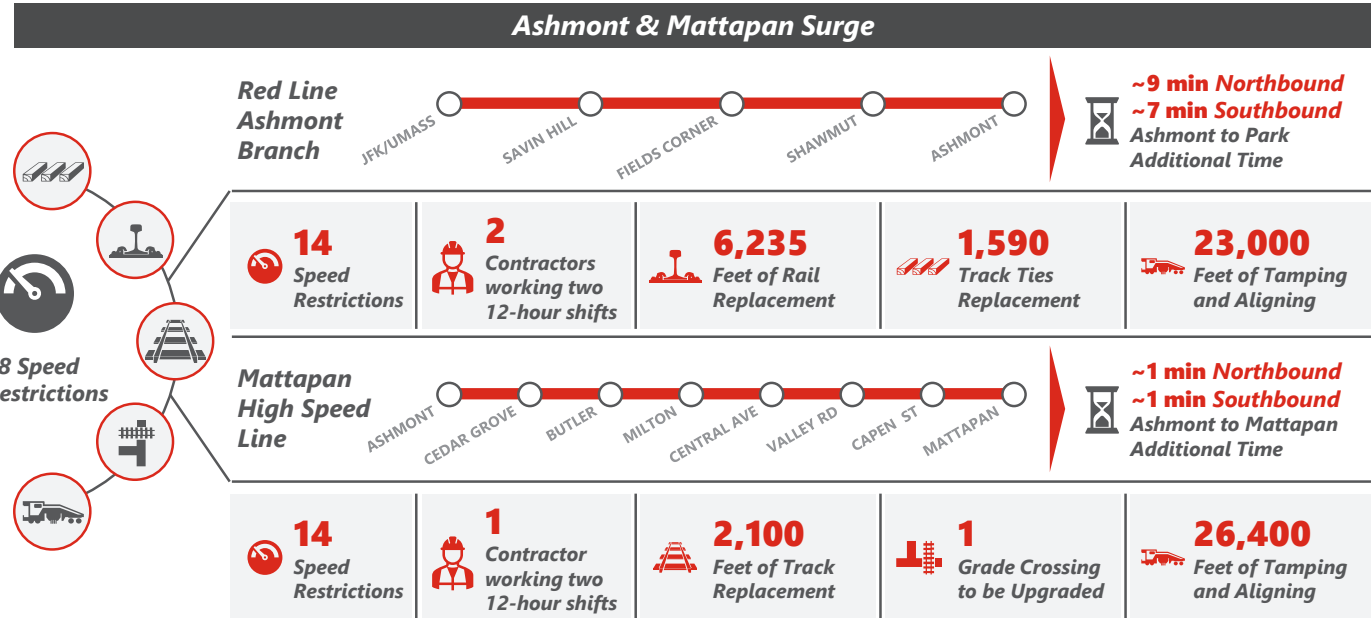 Ashmont & Mattapan Surge
Red Line
Ashmont
Branch
JFK/UMASS
SAVIN HILL
FIELDS CORNER
SHAWMUT
ASHMONT
~9 min Northbound
~7 min Southbound
Ashmont to Park
Additional Time
14
Speed
Restrictions
2
Contractors
working two
12-hour shifts
6,235
Feet of Rail
Replacement
1,590
Track Ties
Replacement
23,000
Feet of Tamping
and Aligning
8 Speed
estrictions
Mattapan
High Speed
Line
ASHMONT
CEDAR GROVE
BUTLER
MILTON
CENTRAL AVE
VALLEY RD
CAPEN ST
MATTAPAN
~1 min Northbound
~1 min Southbound
Ashmont to Mattapan
Additional Time
14
Speed
Restrictions
1
Contractor
working two
12-hour shifts
2,100
Feet of Track
Replacement
1
Grade Crossing
to be Upgraded
26,400
Feet of Tamping
and Aligning